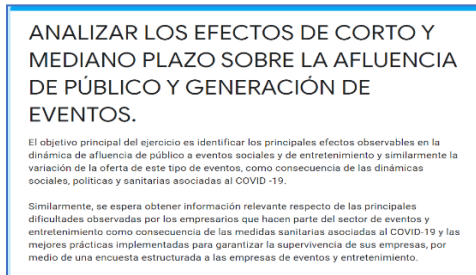 ANALIZAR LOS EFECTOS DE CORTO Y
MEDIANO PLAZO SOBRE LA AFLUENCIA
DE PÚBLICO Y GENERACIÓN DE
EVENTOS.
El objetivo principal del ejercicio es identificar los principales efectos observables en la
dinámica de afluencia de público a eventos sociales y de entretenimiento y similarmente la
variación de la oferta de este tipo de eventos, como consecuencia de las dinámicas
sociales, políticas y sanitarias asociadas al COVID -19.
Similarmente, se espera obtener información relevante respecto de las principales
dificultades observadas por los empresarios que hacen parte del sector de eventos y
entretenimiento como consecuencia de las medidas sanitarias asociadas al COVID-19 y las
mejores prácticas implementadas para garantizar la supervivencia de sus empresas, por
medio de una encuesta estructurada a las empresas de eventos y entretenimiento.